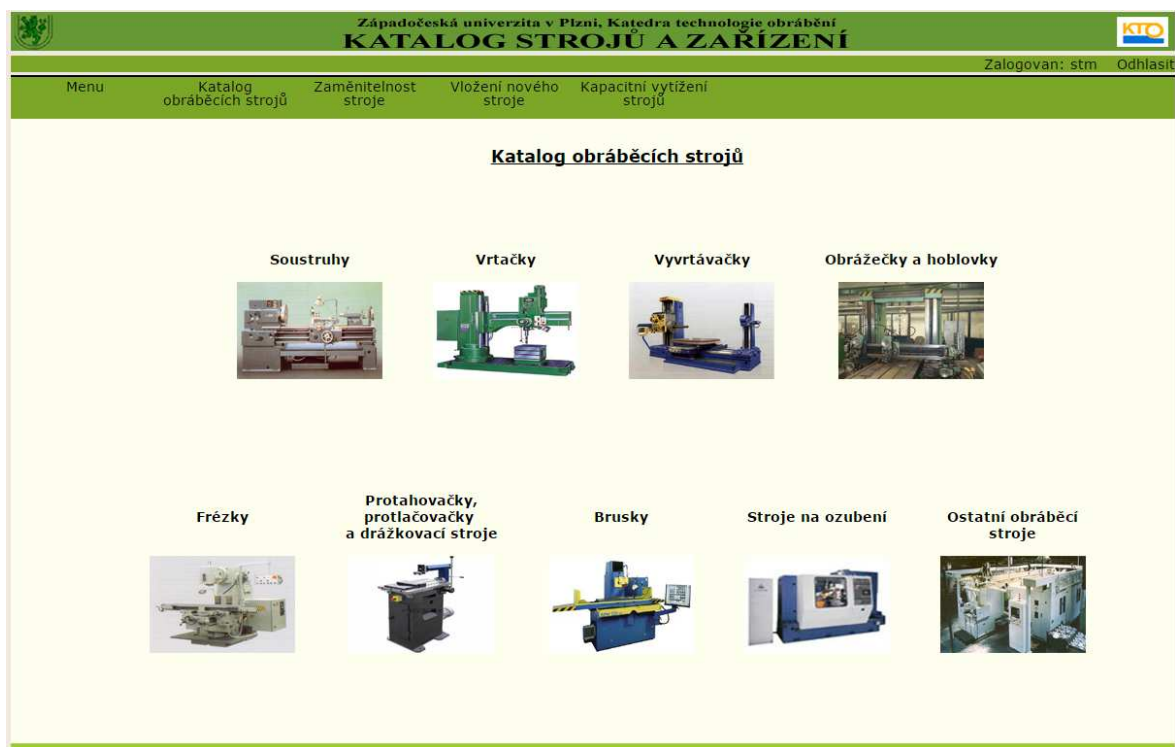 Západočeská univerzita v Plzni, Katedra technologie obrábění
KATALOG STROJŮ A ZAŘÍZENÍ
KTO
Zalogovan: stm Odhlasit
Menu Katalog Zaměnitelnost Vložení nového Kapacitní vytížení
obráběcích strojů stroje stroje strojů
Katalog obráběcích strojů
Soustruhy Vrtačky Vyvrtávačky Obrážečky a hoblovky
Protahovačky,
Frézky protlačovačky Brusky Stroje na ozubení Ostatní obráběcí
a drážkovací stroje stroje